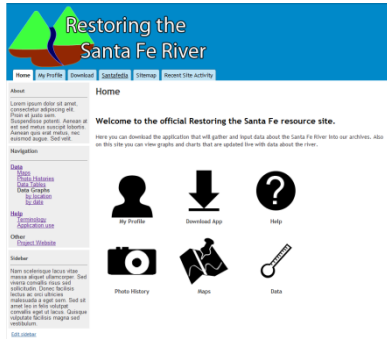 Restoring the
Santa Fe River
Home My Profile Download Santafedia Sitemap Recent Site Activity
About
Lorem ipsum dolor sit amet,
consectetur adipiscing elit.
Proin et justo sem.
Suspendisse potenti. Aenean at
est sed metus suscipit lobortis.
Aenean quis erat metus, nec
euismod augue. Sed velit.
Navigation
Data
Maps
Photo Histories
Data Tables
Data Graphs
by location
by date
Help
Terminology
Application use
Other
Project Website
Sidebar
Nam scelerisque lacus vitae
massa aliquet ullamcorper. Sed
viverra convallis risus sed
sollicitudin. Donec facilisis
lectus ac orci ultricies
malesuada a eget sem. Sed sit
amet leo in felis volutpat
convallis eget ut lacus. Quisque
vulputate facilisis magna sed
vestibulum.
Edit sidebar
Home
Welcome to the official Restoring the Santa Fe resource site.
Here you can download the application that will gather and input data about the Santa Fe River into our archives. Also
on this site you can view graphs and charts that are updated live with data about the river.
My Profile
Download App
Help
Photo History
Maps
Data